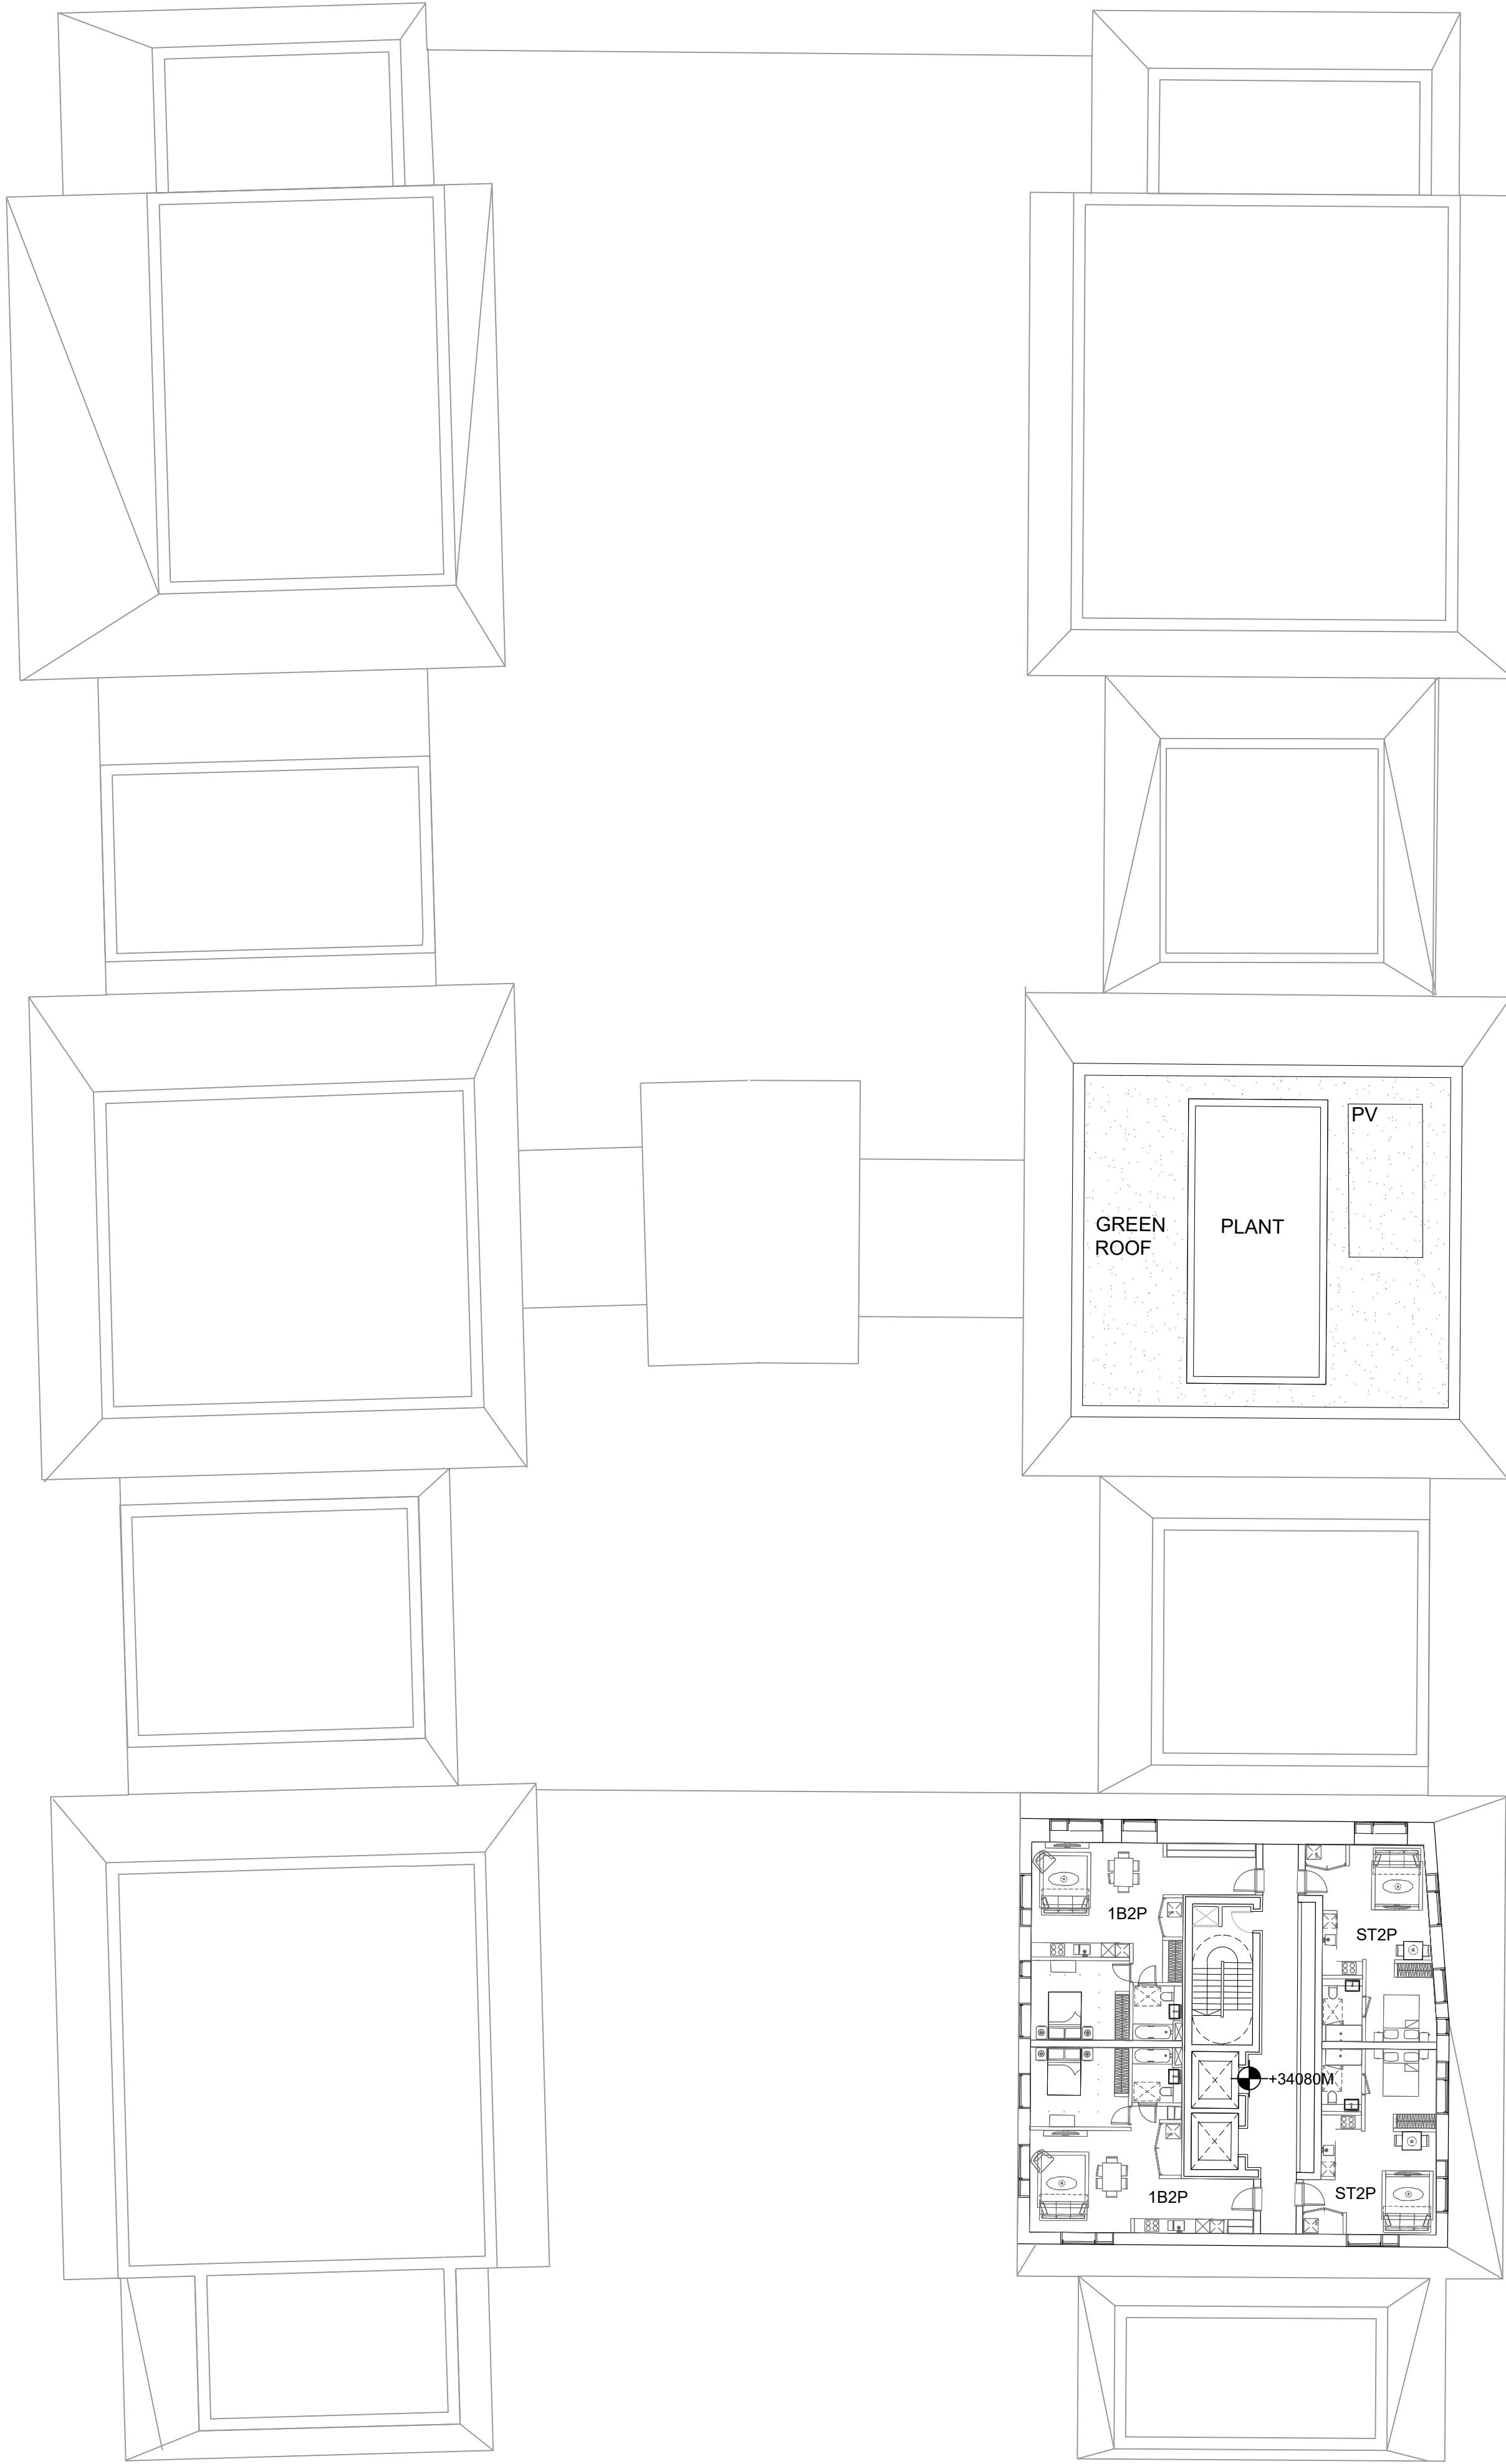 PV
GREEN
ROOF
PLANT
1B2P
ST2P
+34080M
1B2P
ST2P